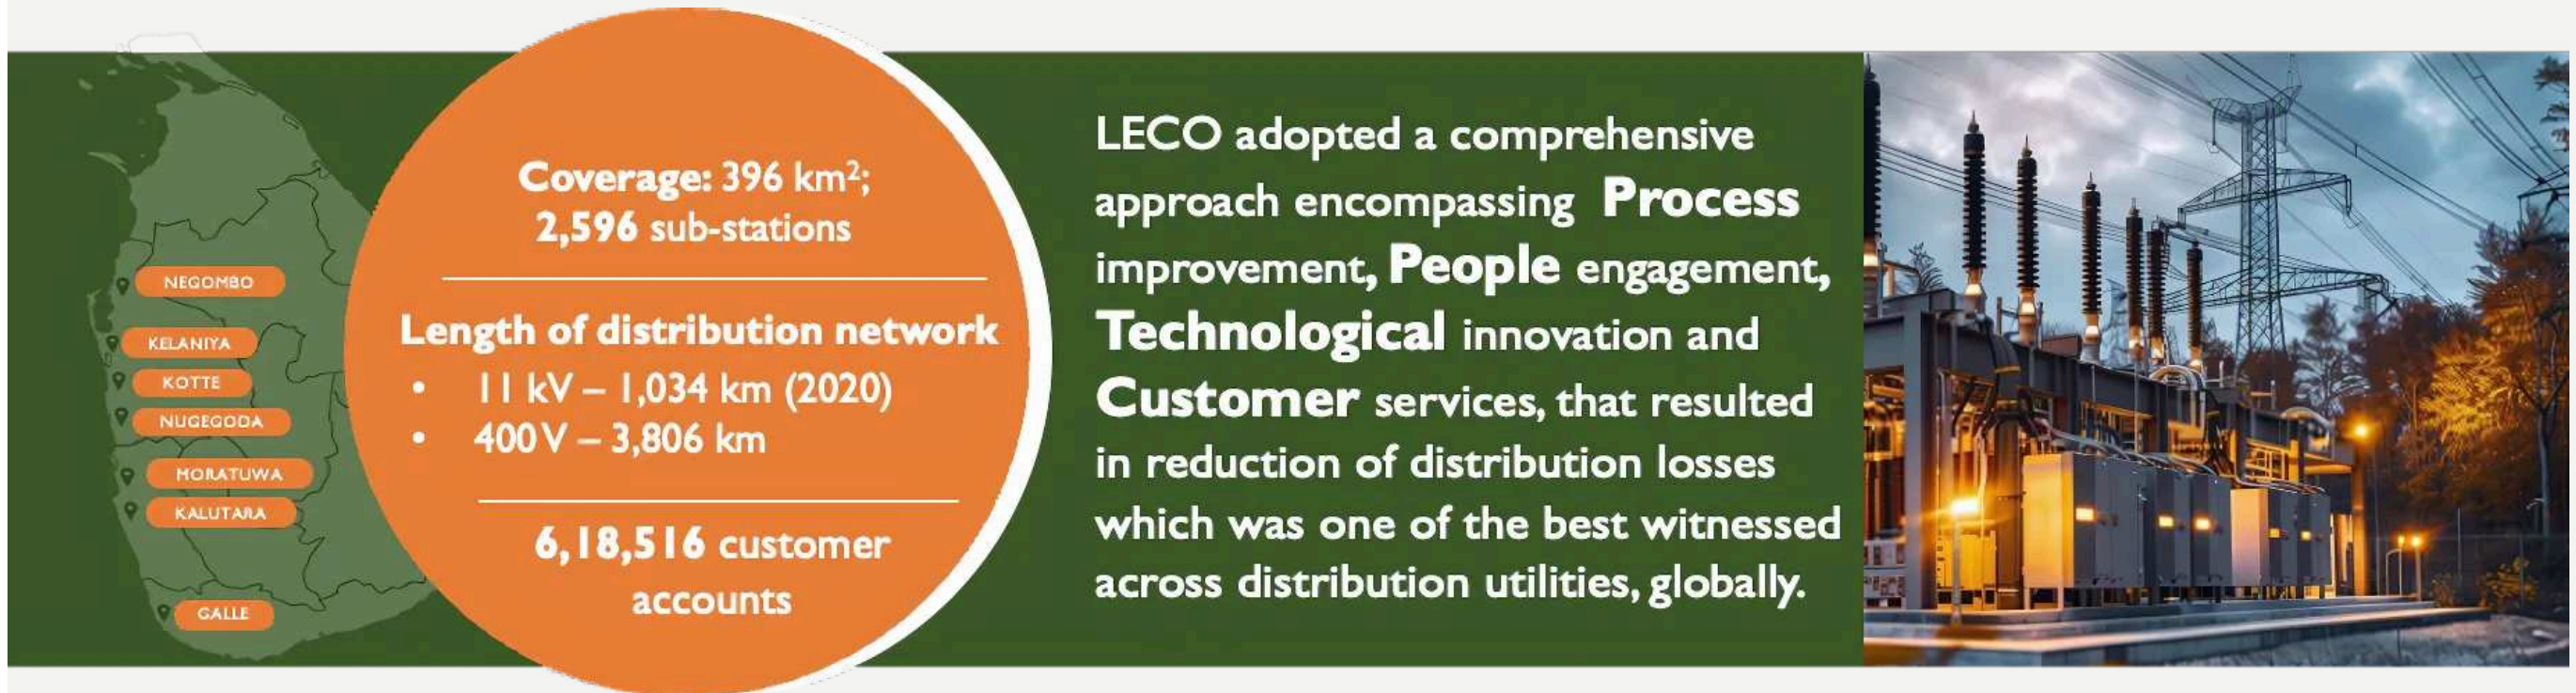 NEGOMBO
KELANIYA
KOTTE
NUGEGODA
MORATUWA
KALUTARA
GALLE
Coverage: 396 km²;
2,596 sub-stations
Length of distribution network
• 11 kV – 1,034 km (2020)
• 400 V – 3,806 km
6,18,516 customer
accounts
LECO adopted a comprehensive
approach encompassing Process
improvement, People engagement,
Technological innovation and
Customer services, that resulted
in reduction of distribution losses
which was one of the best witnessed
across distribution utilities, globally.